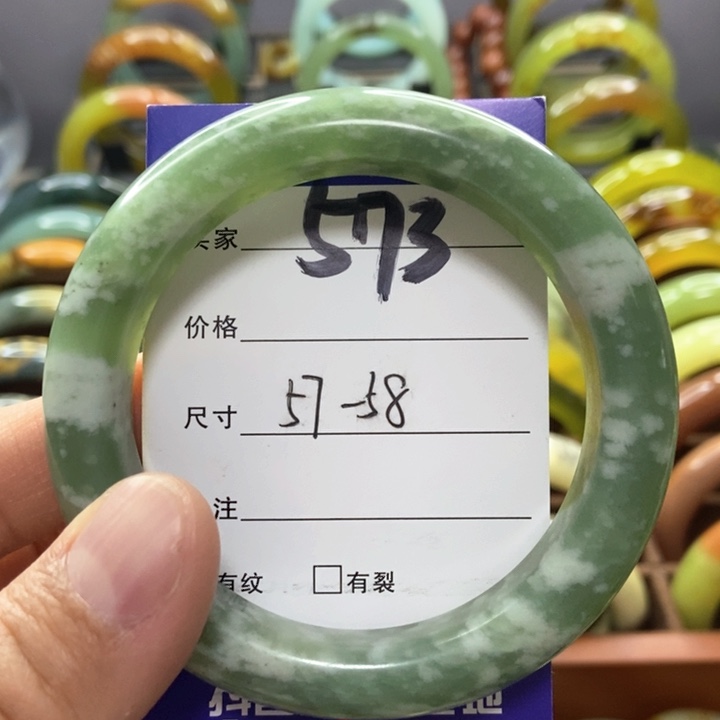 家 573
价格
尺寸 57-58
注
有纹 □有裂